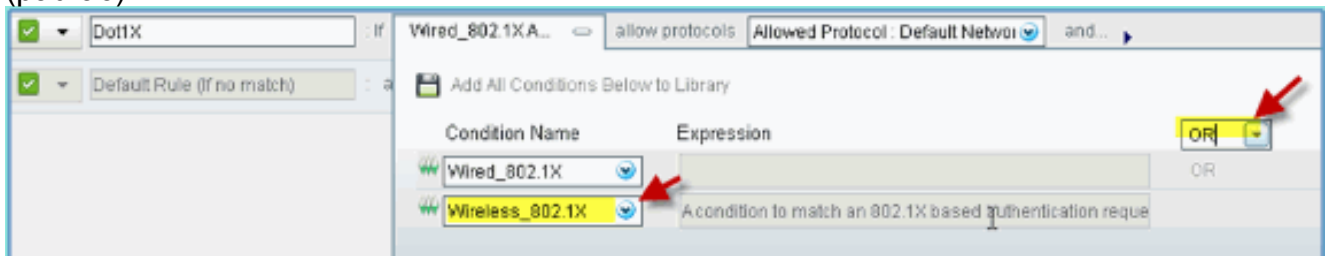 Dot1X : If Wired_802.1X A... allow protocols Allowed Protocol : Default Networ and...
Default Rule (If no match) : a
Add All Conditions Below to Library
Condition Name Expression OR
Wired_802.1X OR
Wireless_802.1X A condition to match an 802.1X based authentication reque